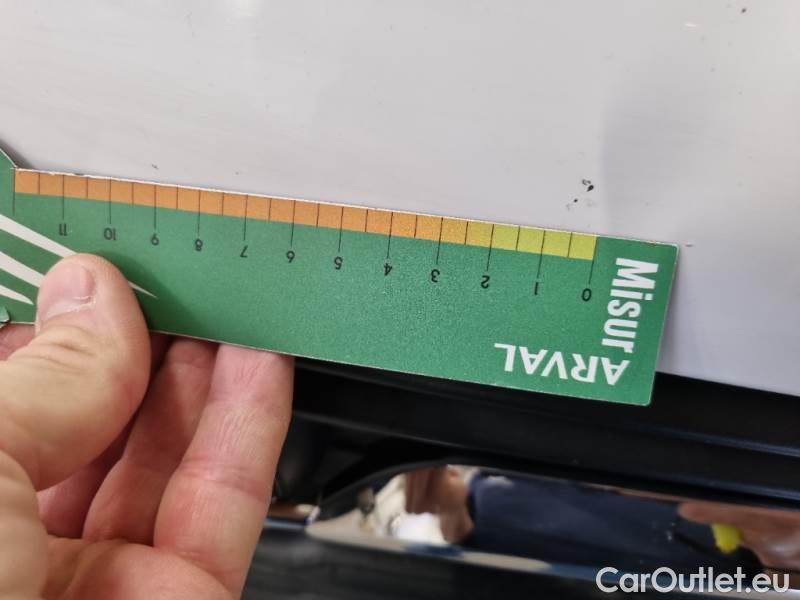 Misur
ARVAL
11 10 9 8 7 6 5 4 3 2 1 0
CarOutlet.eu